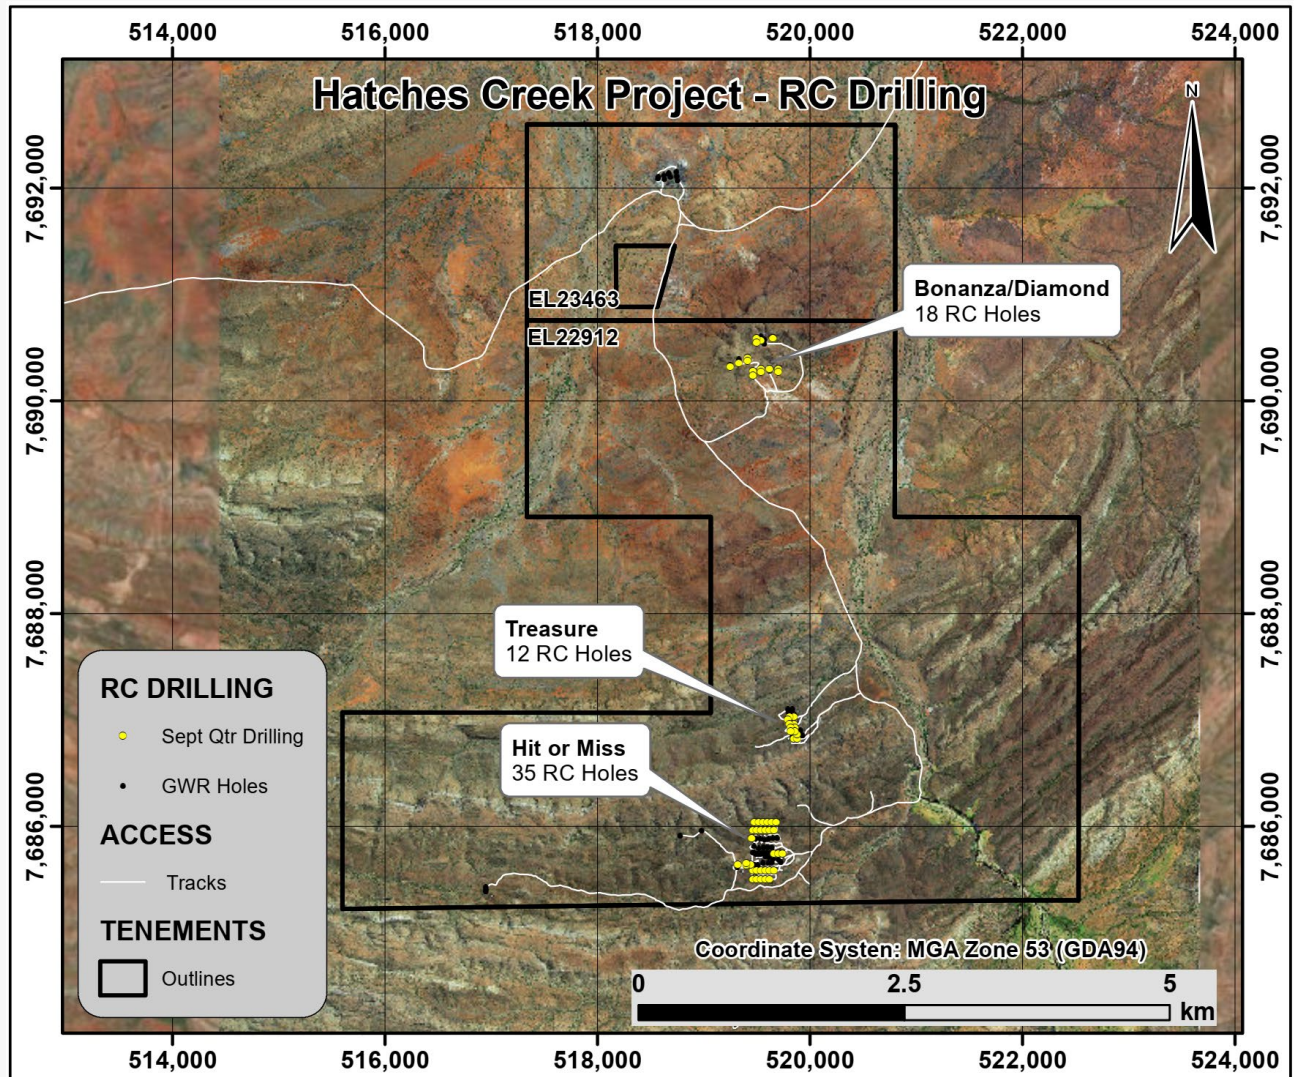 514,000 516,000 518,000 520,000 522,000 524,000
Hatches Creek Project - RC Drilling
N
7,692,000
7,692,000
EL23463
EL22912
Bonanza/Diamond
18 RC Holes
7,690,000
7,690,000
7,688,000
7,688,000
Treasure
12 RC Holes
Hit or Miss
35 RC Holes
7,686,000
7,686,000
RC DRILLING
Sept Qtr Drilling
GWR Holes
ACCESS
Tracks
TENEMENTS
Outlines
Coordinate Systen: MGA Zone 53 (GDA94)
0 2.5 5
km
514,000 516,000 518,000 520,000 522,000 524,000